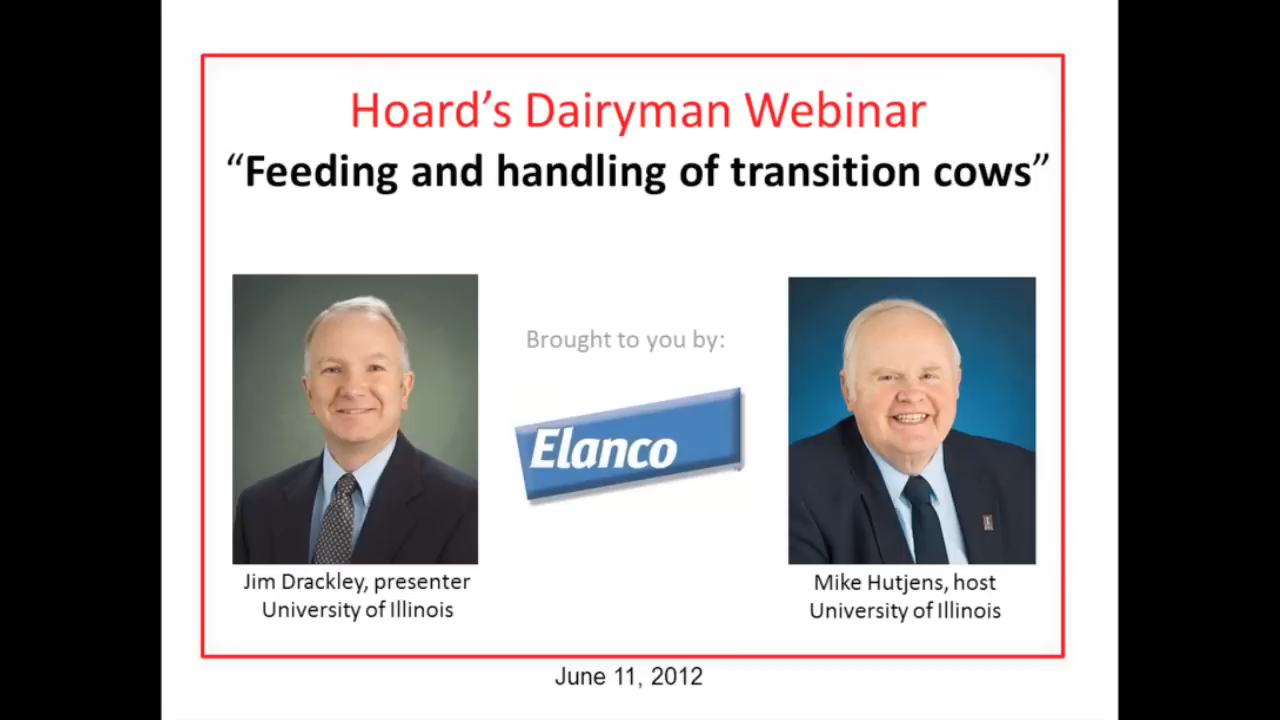 Hoard's Dairyman Webinar
“Feeding and handling of transition cows”
Brought to you by:
Elanco
Jim Drackley, presenter
University of Illinois
Mike Hutjens, host
University of Illinois
June 11, 2012